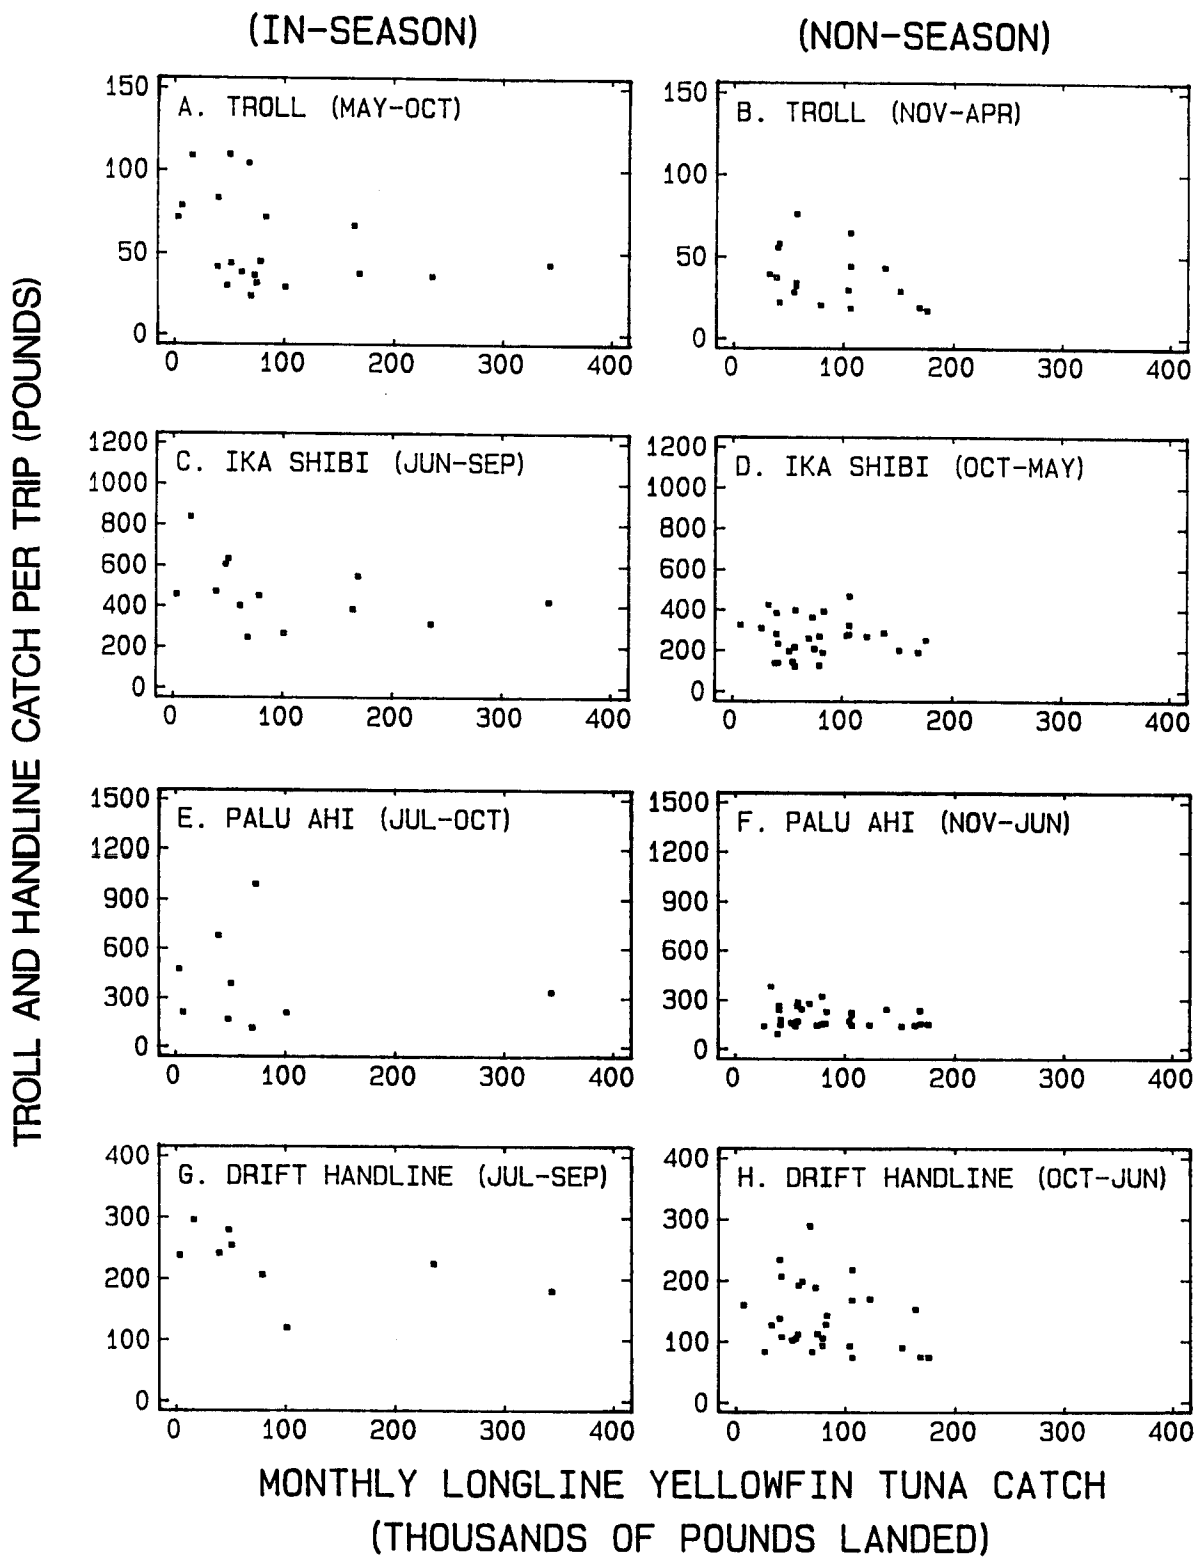 (IN-SEASON)
(NON-SEASON)
TROLL AND HANDLINE CATCH PER TRIP (POUNDS)
A. TROLL (MAY-OCT)
150
100
50
0
0 100 200 300 400
B. TROLL (NOV-APR)
150
100
50
0
0 100 200 300 400
C. IKA SHIBI (JUN-SEP)
1200
1000
800
600
400
200
0
0 100 200 300 400
D. IKA SHIBI (OCT-MAY)
1200
1000
800
600
400
200
0
0 100 200 300 400
E. PALU AHI (JUL-OCT)
1500
1200
900
600
300
0
0 100 200 300 400
F. PALU AHI (NOV-JUN)
1500
1200
900
600
300
0
0 100 200 300 400
G. DRIFT HANDLINE (JUL-SEP)
400
300
200
100
0
0 100 200 300 400
H. DRIFT HANDLINE (OCT-JUN)
400
300
200
100
0
0 100 200 300 400
MONTHLY LONGLINE YELLOWFIN TUNA CATCH
(THOUSANDS OF POUNDS LANDED)